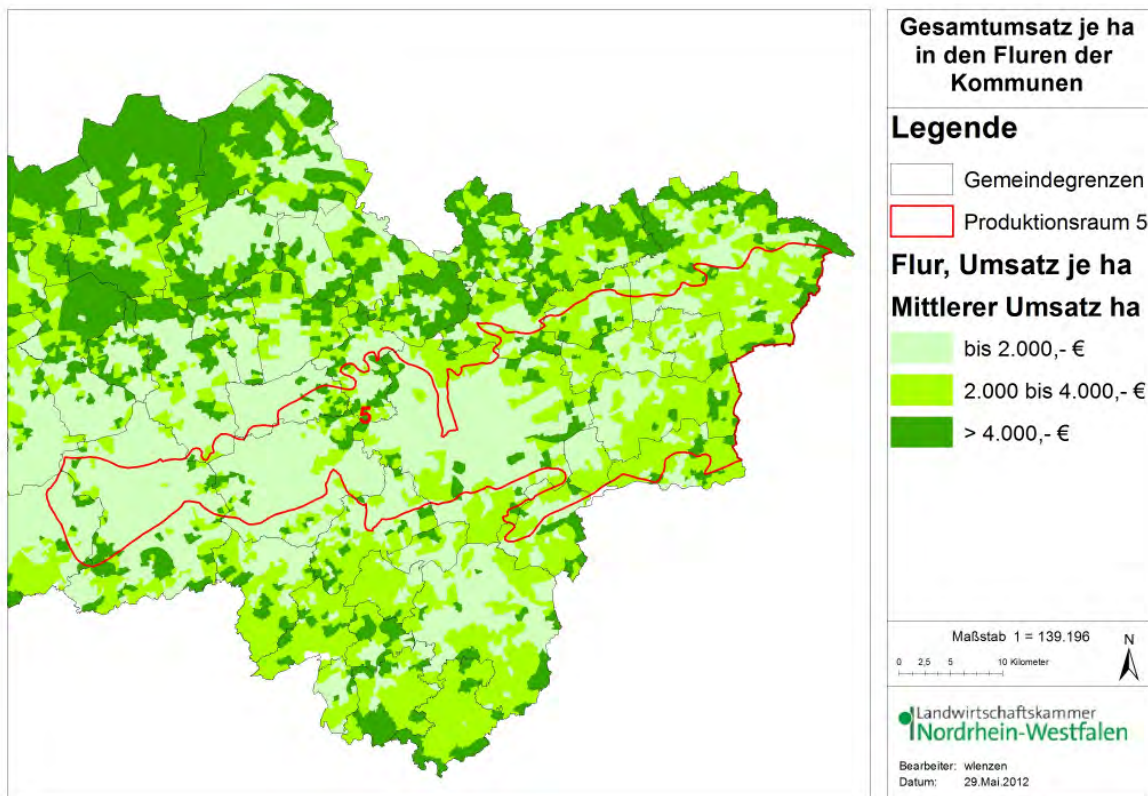 Gesamtumsatz je ha
in den Fluren der
Kommunen
Legende
Gemeindegrenzen
Produktionsraum 5
Flur, Umsatz je ha
Mittlerer Umsatz ha
bis 2.000,- €
2.000 bis 4.000,- €
> 4.000,- €
5
Maßstab 1 = 139.196
N
0 2,5 5 10 Kilometer
Landwirtschaftskammer
Nordrhein-Westfalen
Bearbeiter: wlenzen
Datum: 29.Mai.2012